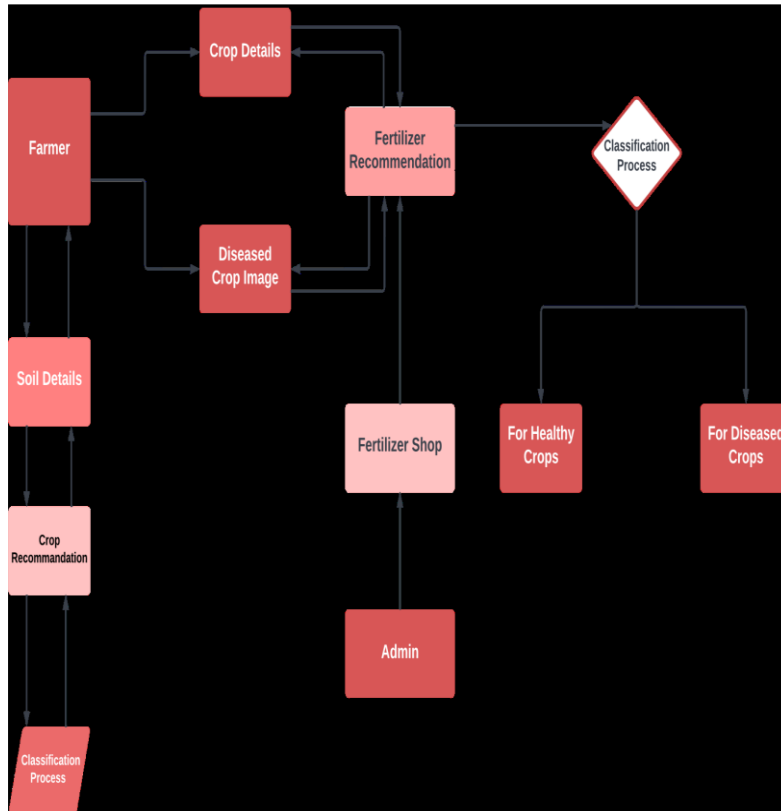 Crop Details
Farmer
Fertilizer
Recommendation
Classification
Process
Diseased
Crop Image
Soil Details
Fertilizer Shop
For Healthy
Crops
For Diseased
Crops
Crop
Recommandation
Admin
Classification
Process